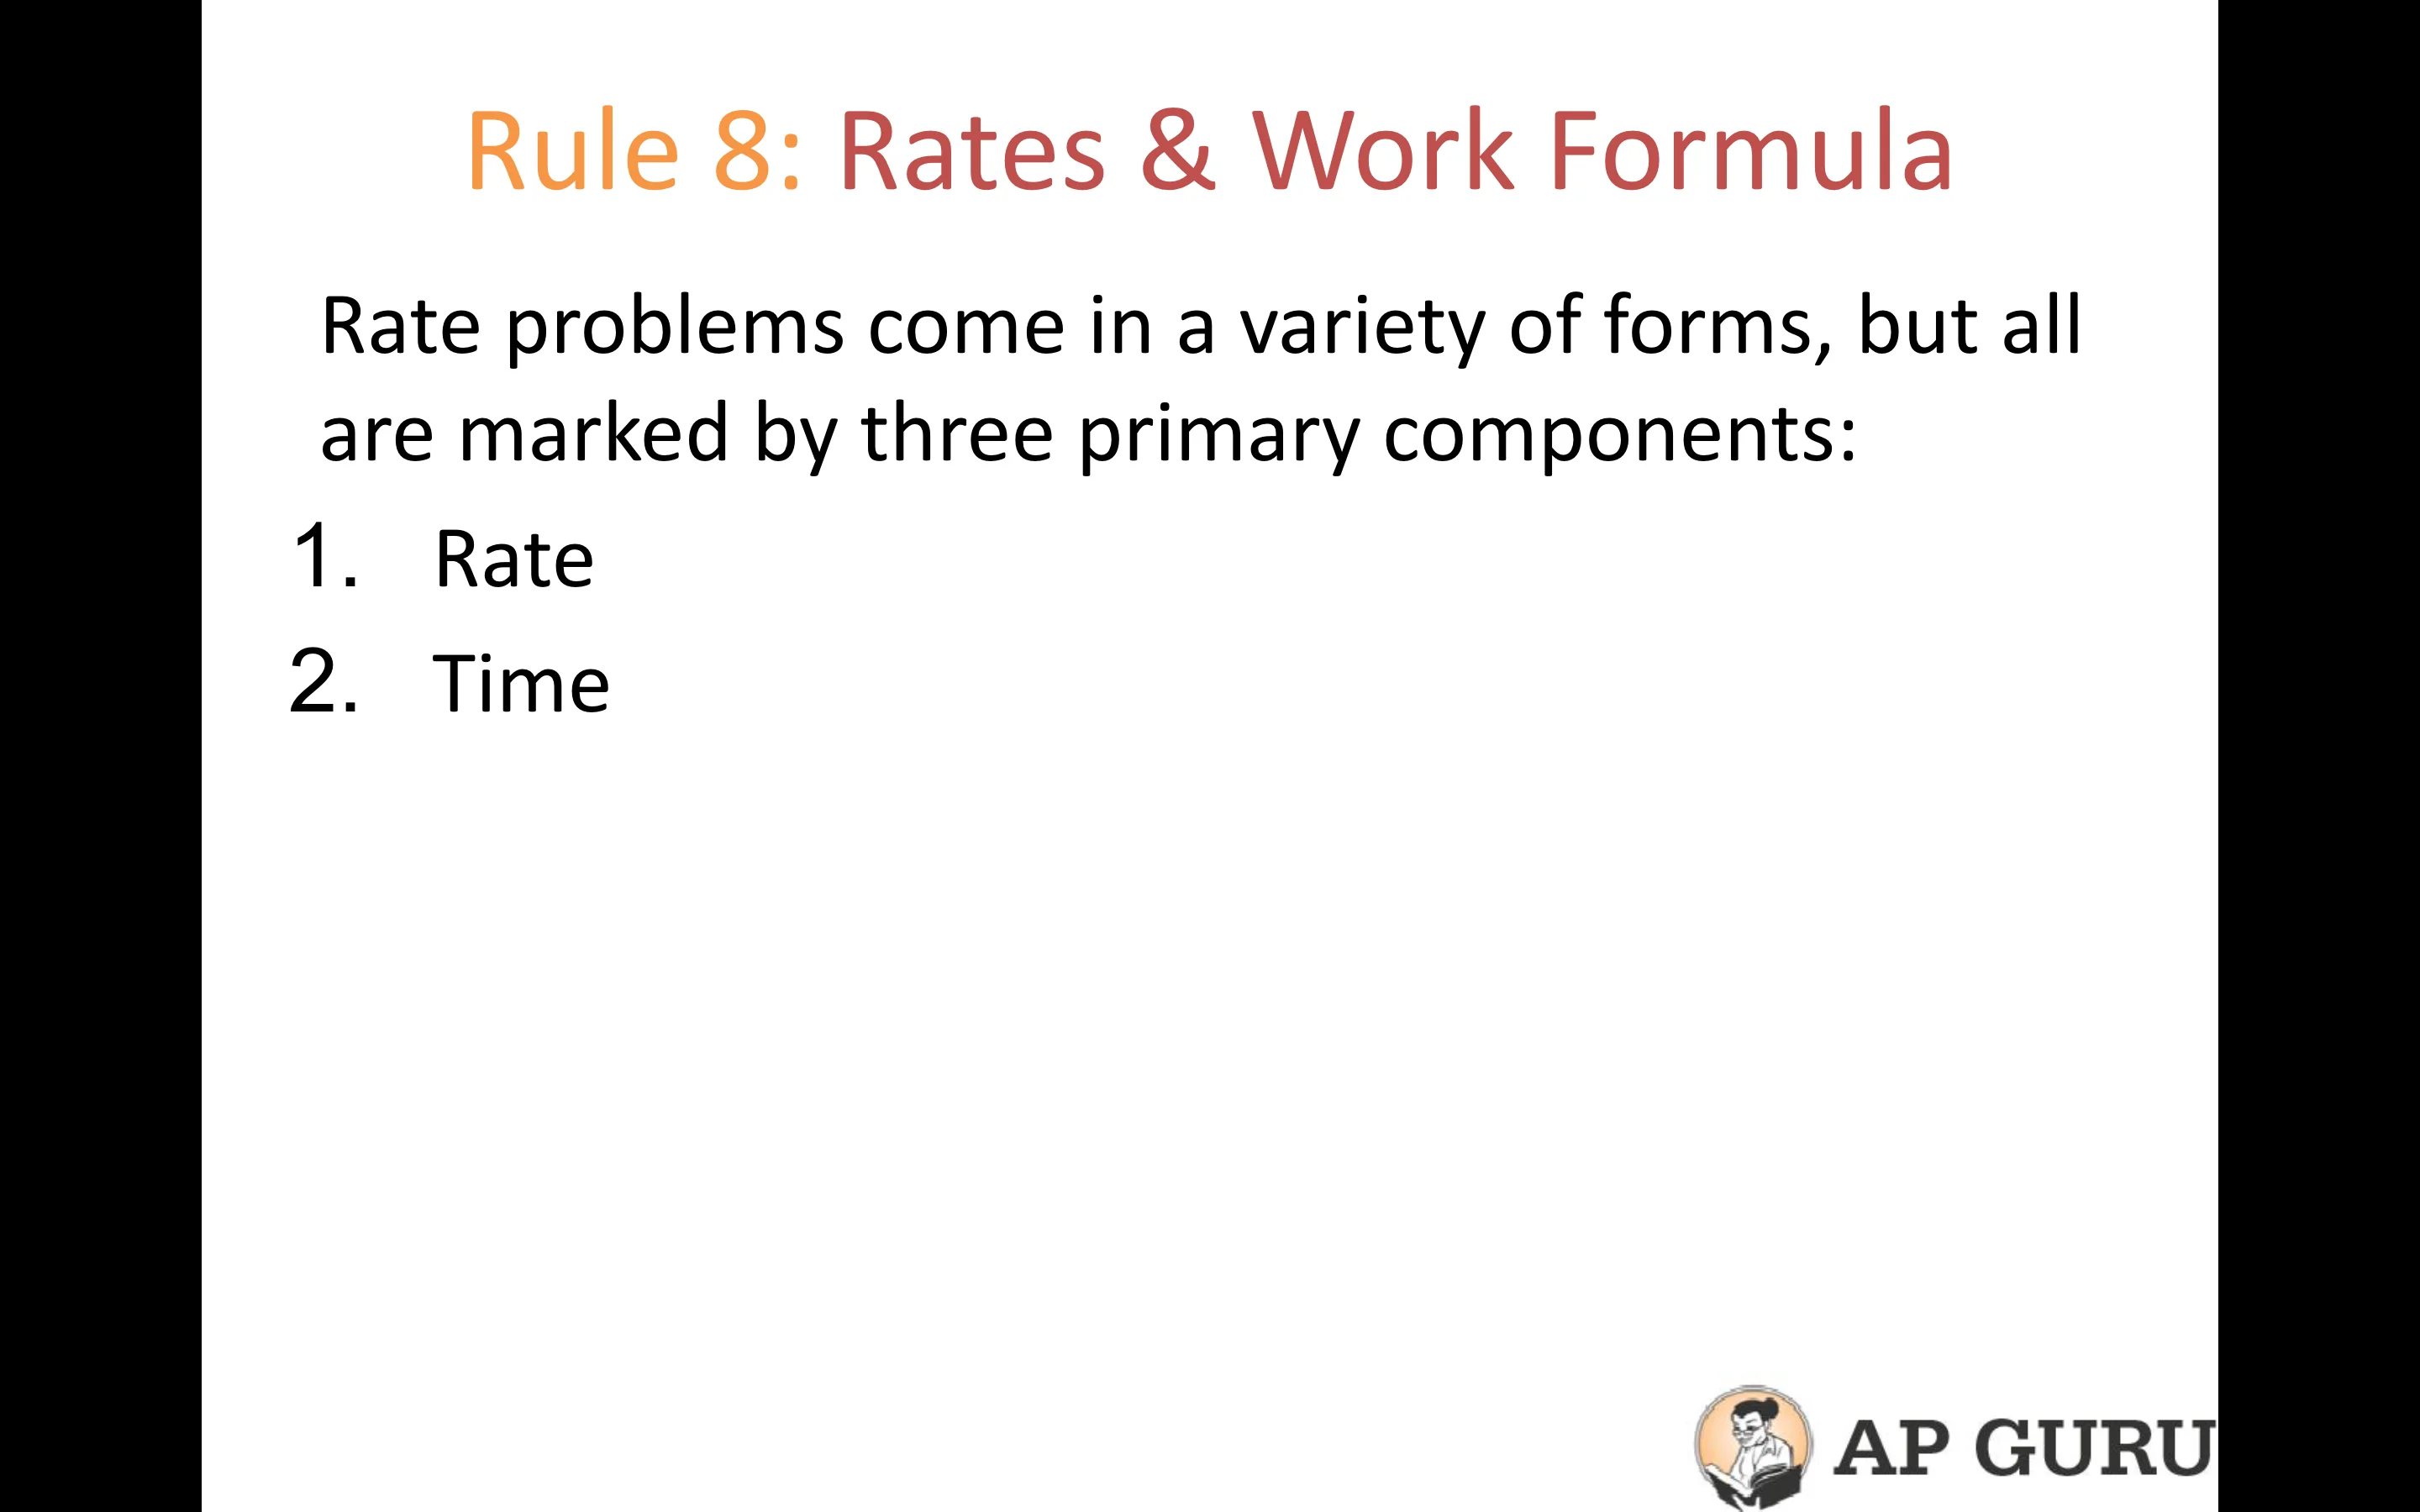 Rule 8: Rates & Work Formula
Rate problems come in a variety of forms, but all
are marked by three primary components:
1. Rate
2. Time
AP GURU